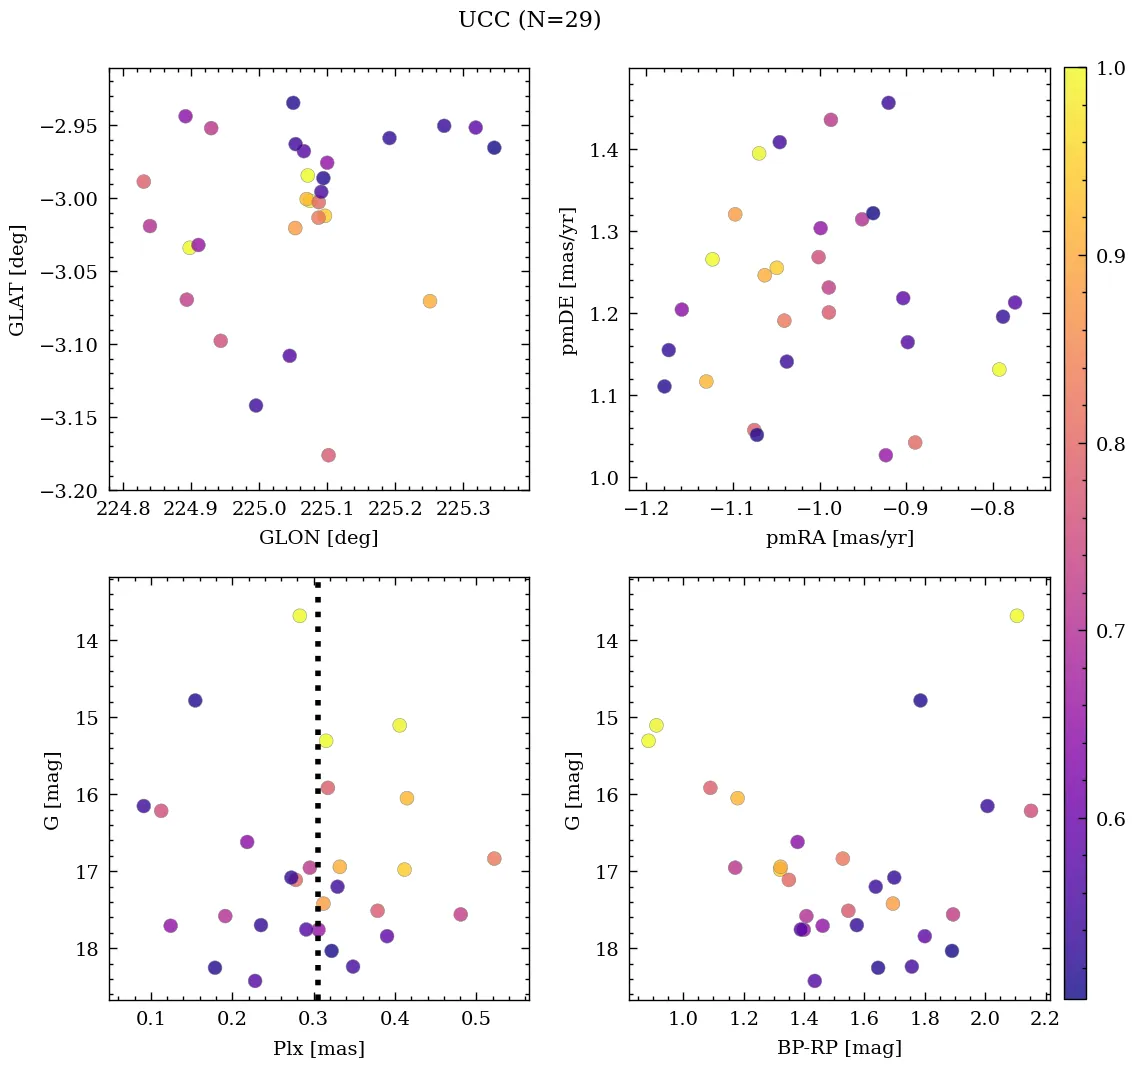 UCC (N=29)
−2.95
−3.00
−3.05
−3.10
−3.15
−3.20
GLAT [deg]
224.8 224.9 225.0 225.1 225.2 225.3
GLON [deg]
1.4
1.3
1.2
1.1
1.0
pmDE [mas/yr]
−1.2 −1.1 −1.0 −0.9 −0.8
pmRA [mas/yr]
14
15
16
17
18
G [mag]
0.1 0.2 0.3 0.4 0.5
Plx [mas]
14
15
16
17
18
G [mag]
1.0 1.2 1.4 1.6 1.8 2.0 2.2
BP-RP [mag]
1.0
0.9
0.8
0.7
0.6